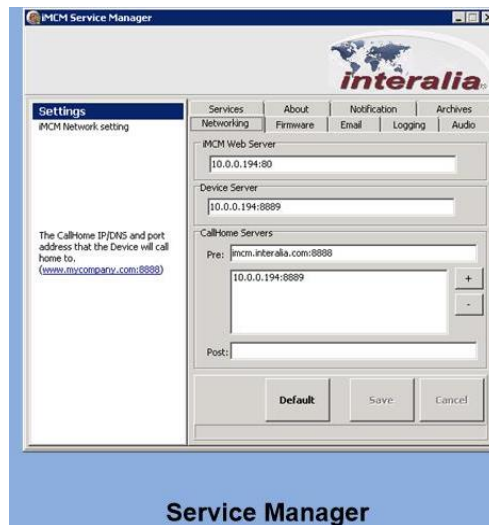 iMCM Service Manager
interalia
Settings
iMCM Network setting
The CallHome IP/DNS and port
address that the Device will call
home to.
(www.mycompany.com:8888)
Services About Notification Archives
Networking Firmware Email Logging Audio
iMCM Web Server
10.0.0.194:80
Device Server
10.0.0.194:8889
CallHome Servers
Pre: imcm.interalia.com:8888
10.0.0.194:8889
+
-
Post:
Default Save Cancel
Service Manager